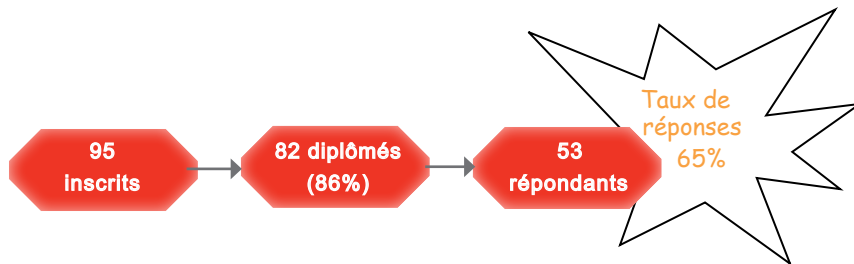 95
inscrits
82 diplômés
(86%)
53
répondants
Taux de
réponses
65%